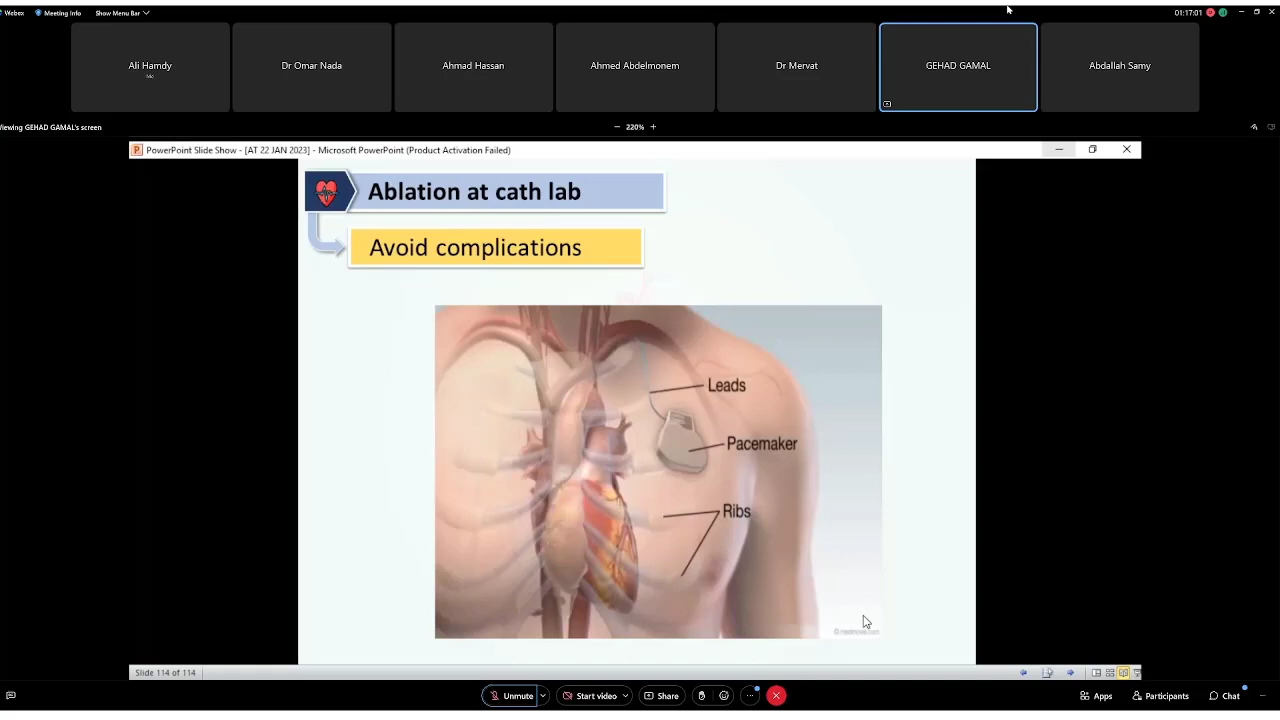 Webex Meeting Info Show Menu Bar 01:17:01
Ali Hamdy
Me
Dr Omar Nada
Ahmad Hassan
Ahmed Abdelmonem
Dr Mervat
GEHAD GAMAL
Abdallah Samy
iewing GEHAD GAMAL's screen
220%
PowerPoint Slide Show - [AT 22 JAN 2023] - Microsoft PowerPoint (Product Activation Failed)
Ablation at cath lab
Avoid complications
Leads
Pacemaker
Ribs
Slide 114 of 114
Unmute
Start video
Share
Apps
Participants
Chat